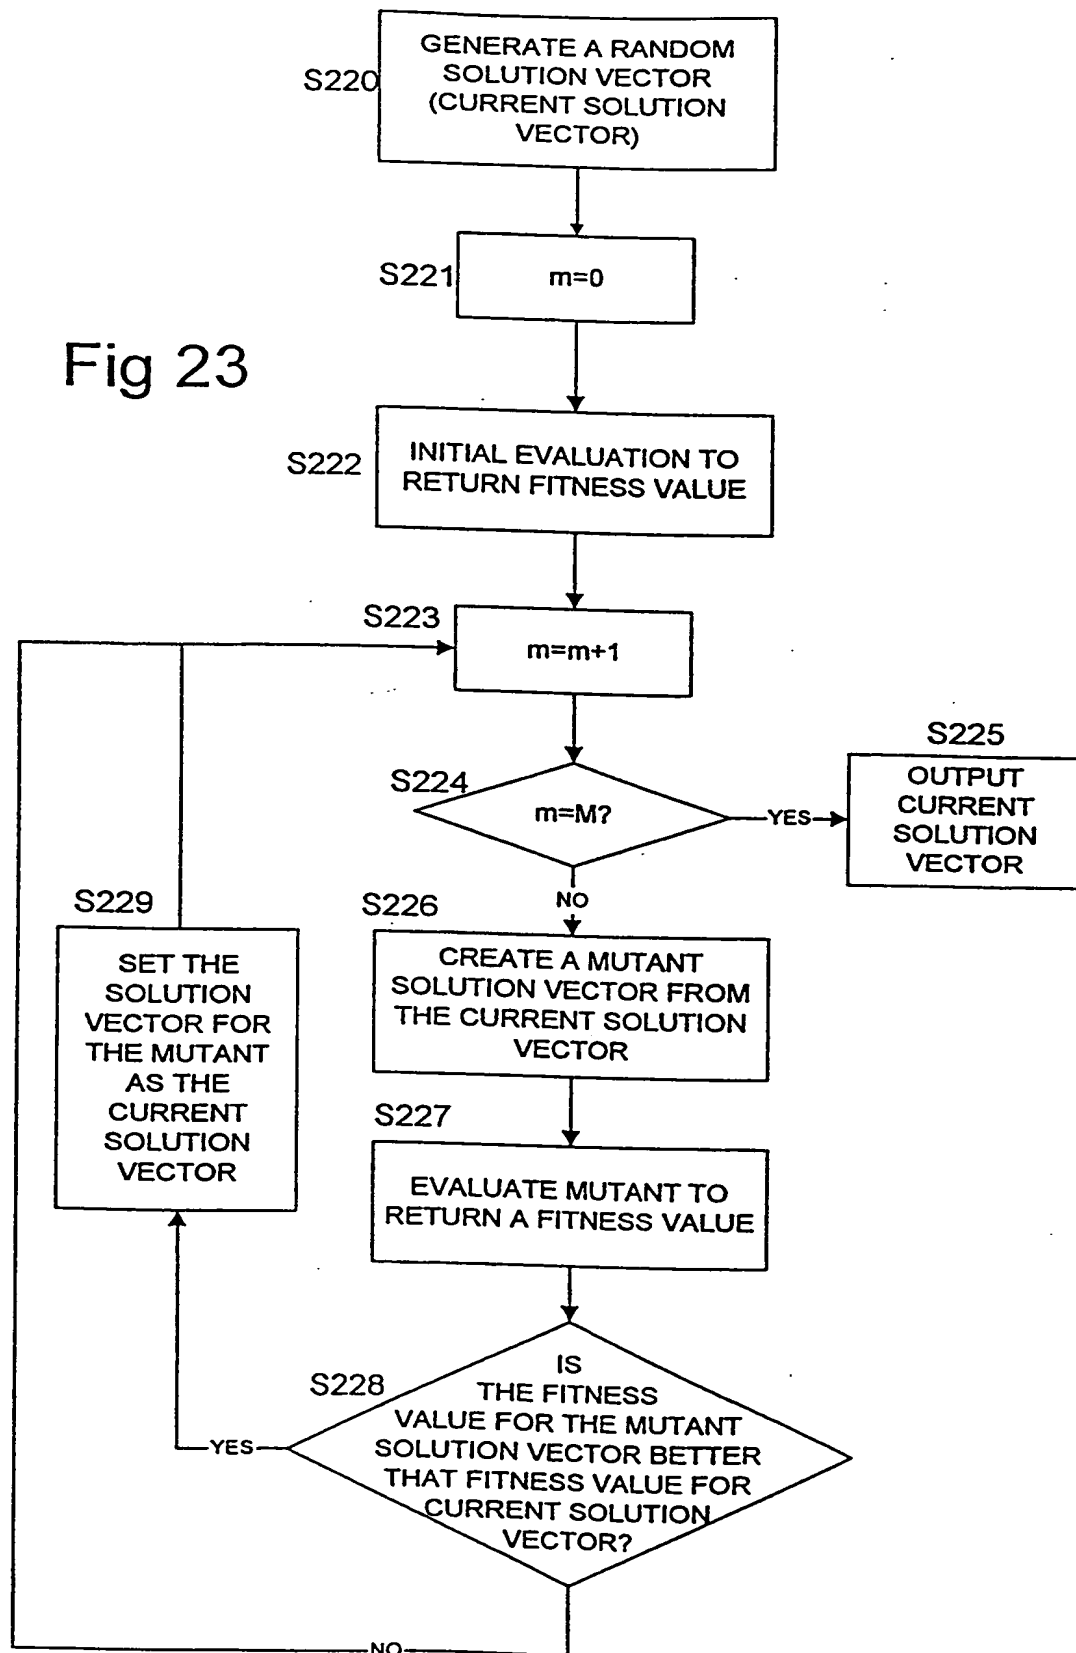 GENERATE A RANDOM
SOLUTION VECTOR
(CURRENT SOLUTION
VECTOR)
S220
S221
m=0
Fig 23
S222
INITIAL EVALUATION TO
RETURN FITNESS VALUE
S223
m=m+1
S224
m=M?
YES
S225
OUTPUT
CURRENT
SOLUTION
VECTOR
NO
S226
CREATE A MUTANT
SOLUTION VECTOR FROM
THE CURRENT SOLUTION
VECTOR
S229
SET THE
SOLUTION
VECTOR FOR
THE MUTANT
AS THE
CURRENT
SOLUTION
VECTOR
S227
EVALUATE MUTANT TO
RETURN A FITNESS VALUE
S228
IS
THE FITNESS
VALUE FOR THE MUTANT
SOLUTION VECTOR BETTER
THAT FITNESS VALUE FOR
CURRENT SOLUTION
VECTOR?
YES
NO